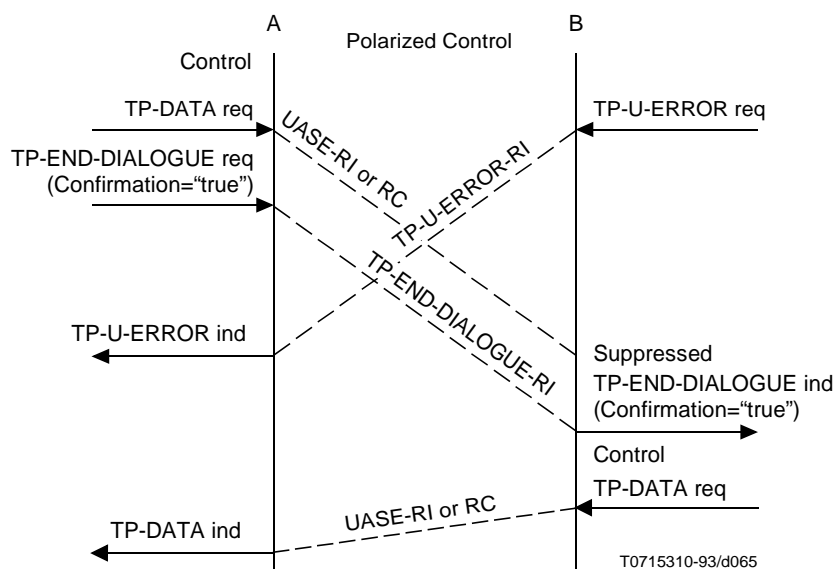 A
Polarized Control
B
Control
TP-DATA req
TP-U-ERROR req
UASE-RI or RC
TP-U-ERROR-RI
TP-END-DIALOGUE req
(Confirmation=“true”)
TP-END-DIALOGUE-RI
TP-U-ERROR ind
Suppressed
TP-END-DIALOGUE ind
(Confirmation=“true”)
Control
TP-DATA req
UASE-RI or RC
TP-DATA ind
T0715310-93/d065